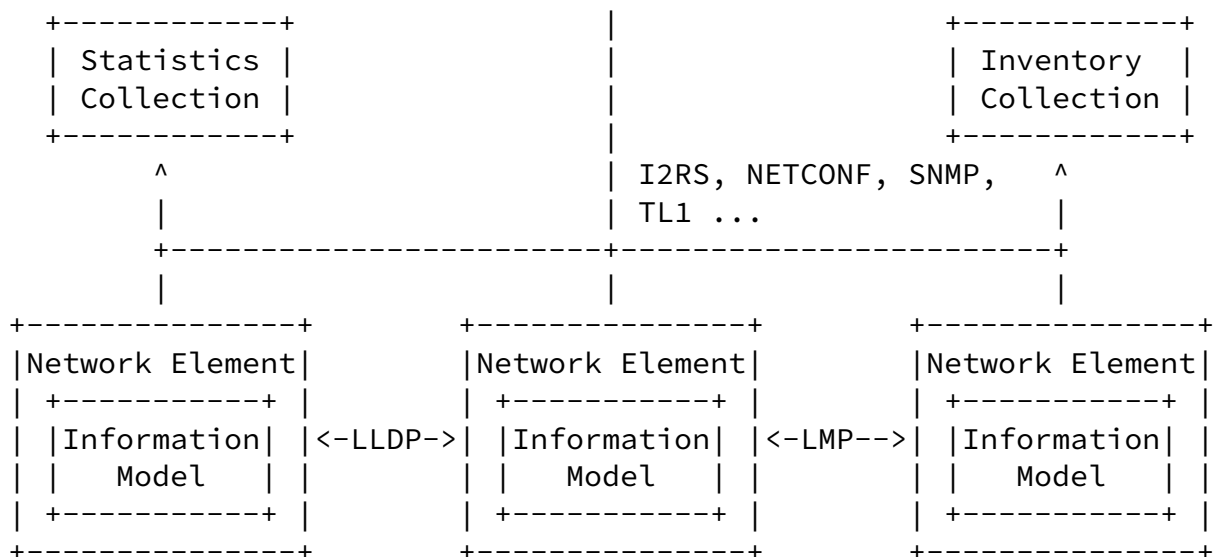 Statistics Inventory
Collection Collection
I2RS, NETCONF, SNMP,
TL1 ...
Network Element Network Element Network Element
Information <-LLDP-> Information <-LMP--> Information
Model Model Model